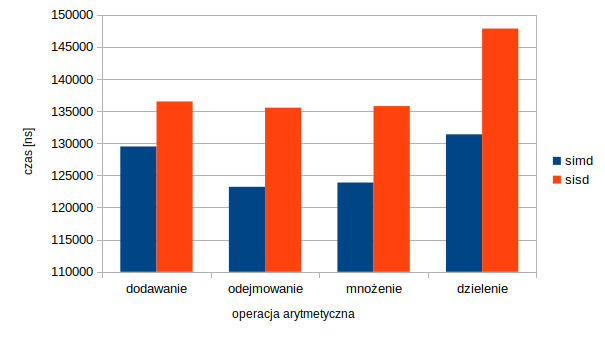 150000
145000
140000
135000
130000
125000
120000
115000
110000
czas [ns]
dodawanie odejmowanie mnożenie dzielenie
operacja arytmetyczna
simd
sisd